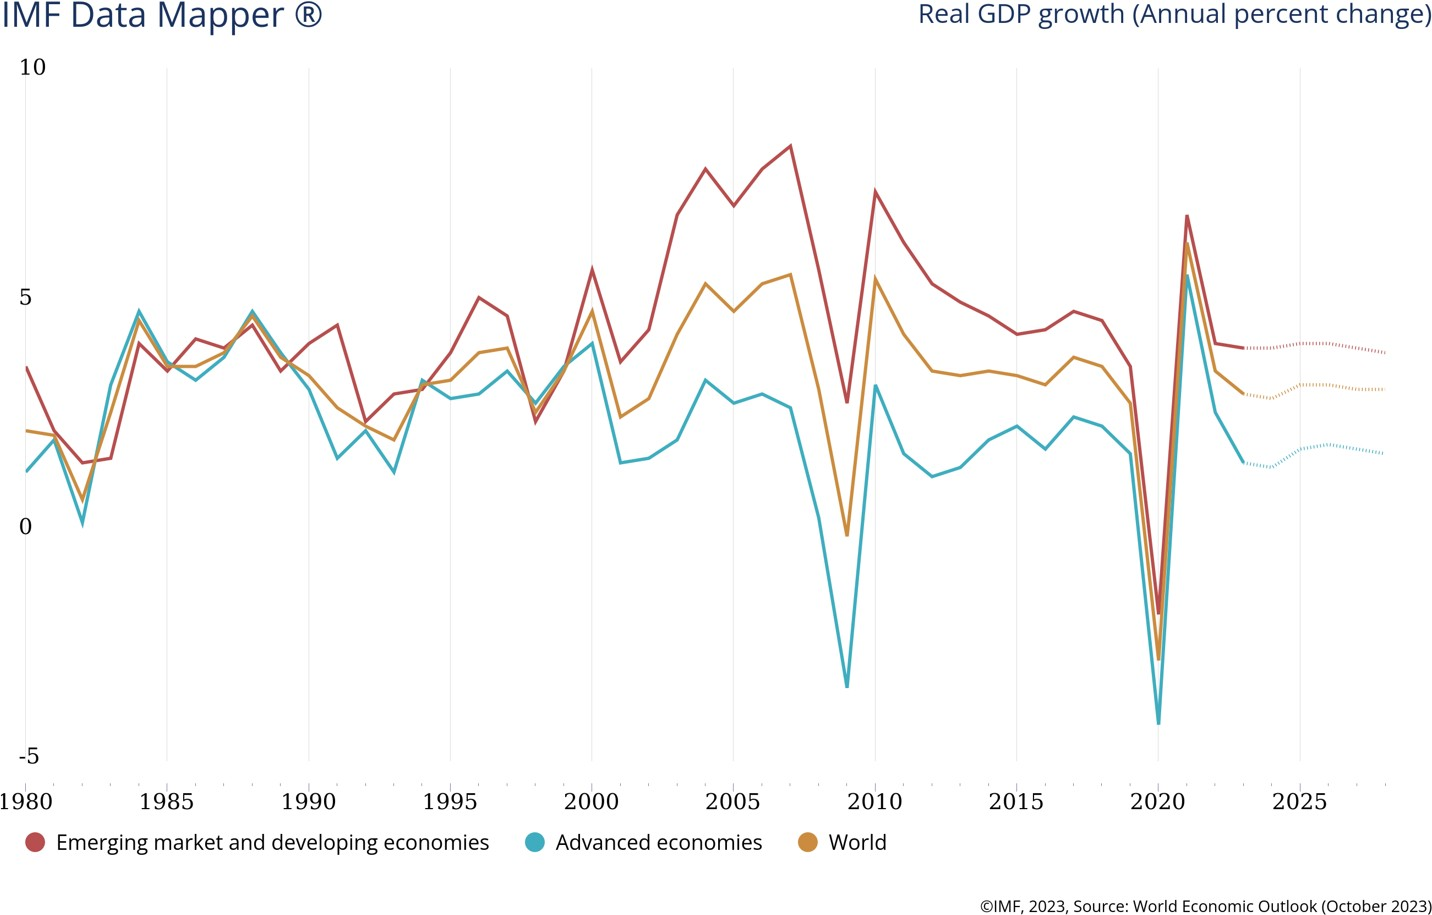 IMF Data Mapper ®
Real GDP growth (Annual percent change)
10
5
0
-5
1980 1985 1990 1995 2000 2005 2010 2015 2020 2025
Emerging market and developing economies Advanced economies World
©IMF, 2023, Source: World Economic Outlook (October 2023)